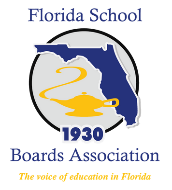 Florida School
1930
Boards Association
The voice of education in Florida